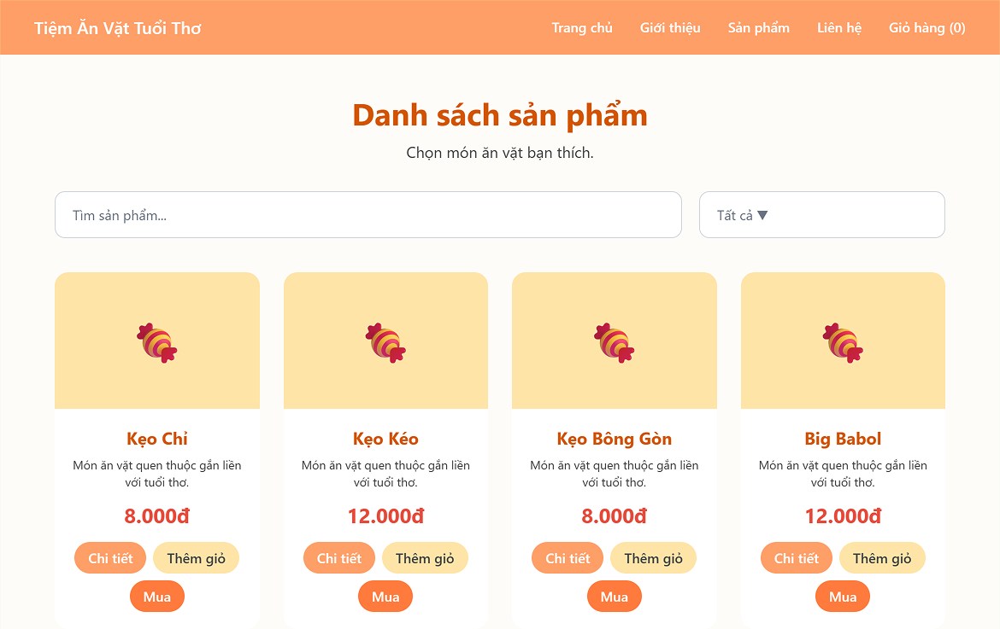 Tiệm Ăn Vặt Tuổi Thơ
Trang chủ Giới thiệu Sản phẩm Liên hệ Giỏ hàng (0)
Danh sách sản phẩm
Chọn món ăn vặt bạn thích.
Tìm sản phẩm...
Tất cả ▼
Kẹo Chỉ
Món ăn vặt quen thuộc gắn liền
với tuổi thơ.
8.000đ
Chi tiết Thêm giỏ
Mua
Kẹo Kéo
Món ăn vặt quen thuộc gắn liền
với tuổi thơ.
12.000đ
Chi tiết Thêm giỏ
Mua
Kẹo Bông Gòn
Món ăn vặt quen thuộc gắn liền
với tuổi thơ.
8.000đ
Chi tiết Thêm giỏ
Mua
Big Babol
Món ăn vặt quen thuộc gắn liền
với tuổi thơ.
12.000đ
Chi tiết Thêm giỏ
Mua